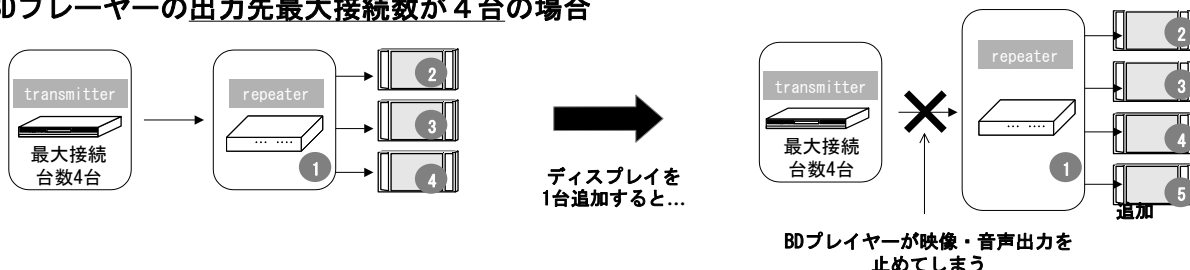 BDプレーヤーの出力先最大接続数が４台の場合
transmitter
最大接続
台数4台
repeater
1
2
3
4
ディスプレイを
1台追加すると…
transmitter
最大接続
台数4台
repeater
1
2
3
4
5
追加
BDプレイヤーが映像・音声出力を
止めてしまう